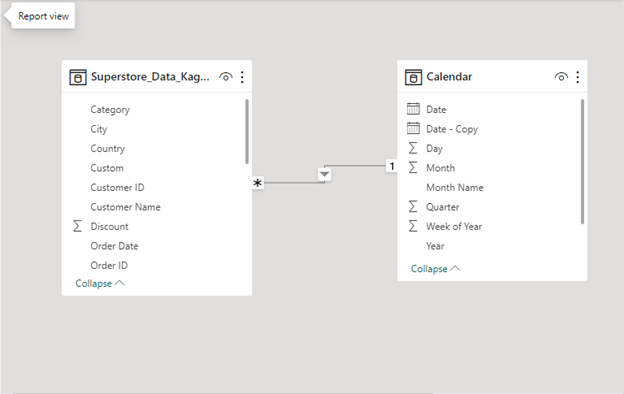 Report view
Superstore_Data_Kag...
Category
City
Country
Custom
Customer ID
Customer Name
Discount
Order Date
Order ID
Collapse
*
1
Calendar
Date
Date - Copy
Day
Month
Month Name
Quarter
Week of Year
Year
Collapse